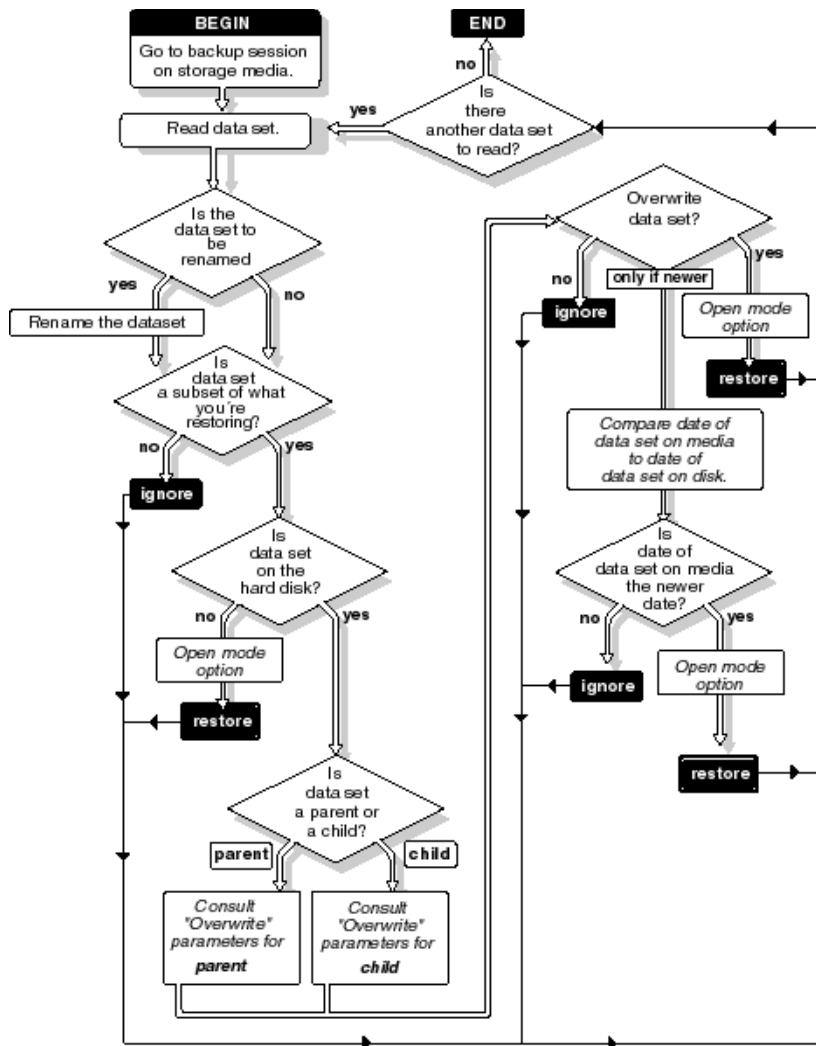 BEGIN
Go to backup session
on storage media.
Read data set.
Is the
data set to
be
renamed
yes
no
Rename the dataset
Is
data set
a subset of what
you´re
restoring?
no
yes
ignore
Is
data set
on the
hard disk?
no
yes
Open mode
option
restore
Is
data set
a parent or
a child?
parent
child
Consult
"Overwrite"
parameters for
parent
Consult
"Overwrite"
parameters for
child
END
no
yes
Is
there
another data set
to read?
Overwrite
data set?
no
only if newer
yes
ignore
Open mode
option
restore
Compare date of
data set on media
to date of
data set on disk.
Is
date of
data set on media
the newer
date?
no
yes
ignore
Open mode
option
restore